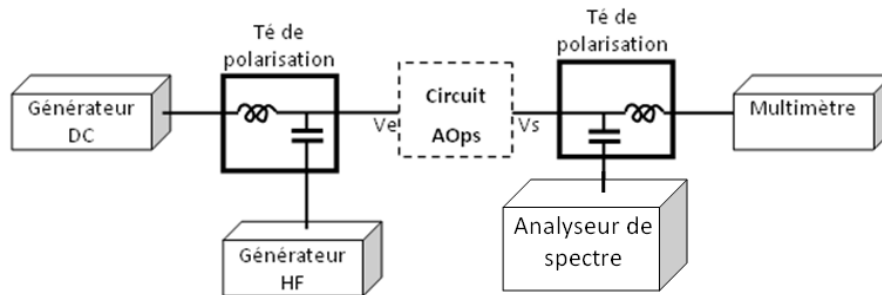 Té de
polarisation
Té de
polarisation
Générateur
DC
Ve
Circuit
AOps
Vs
Multimètre
Générateur
HF
Analyseur de
spectre